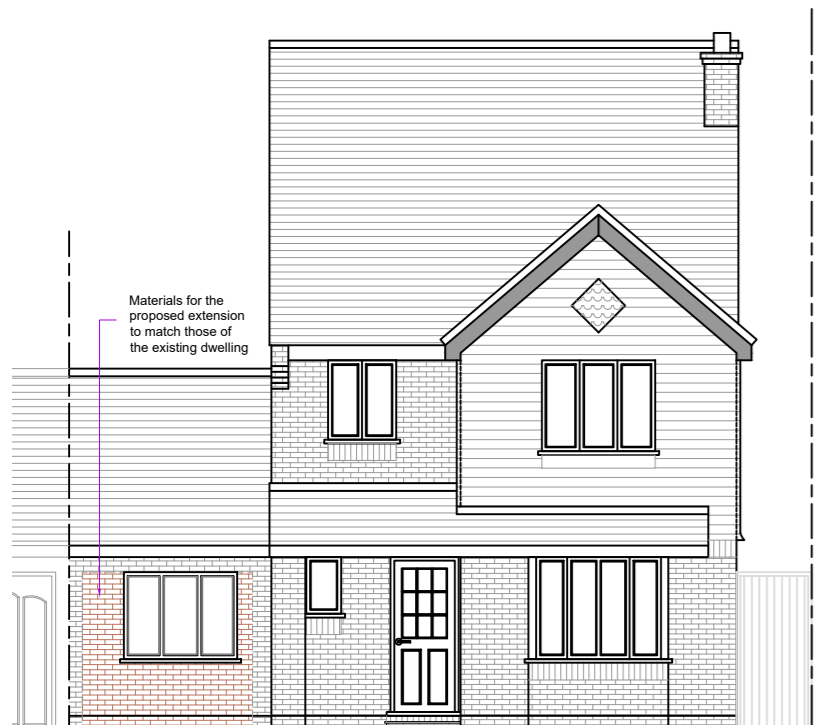 Materials for the
proposed extension
to match those of
the existing dwelling